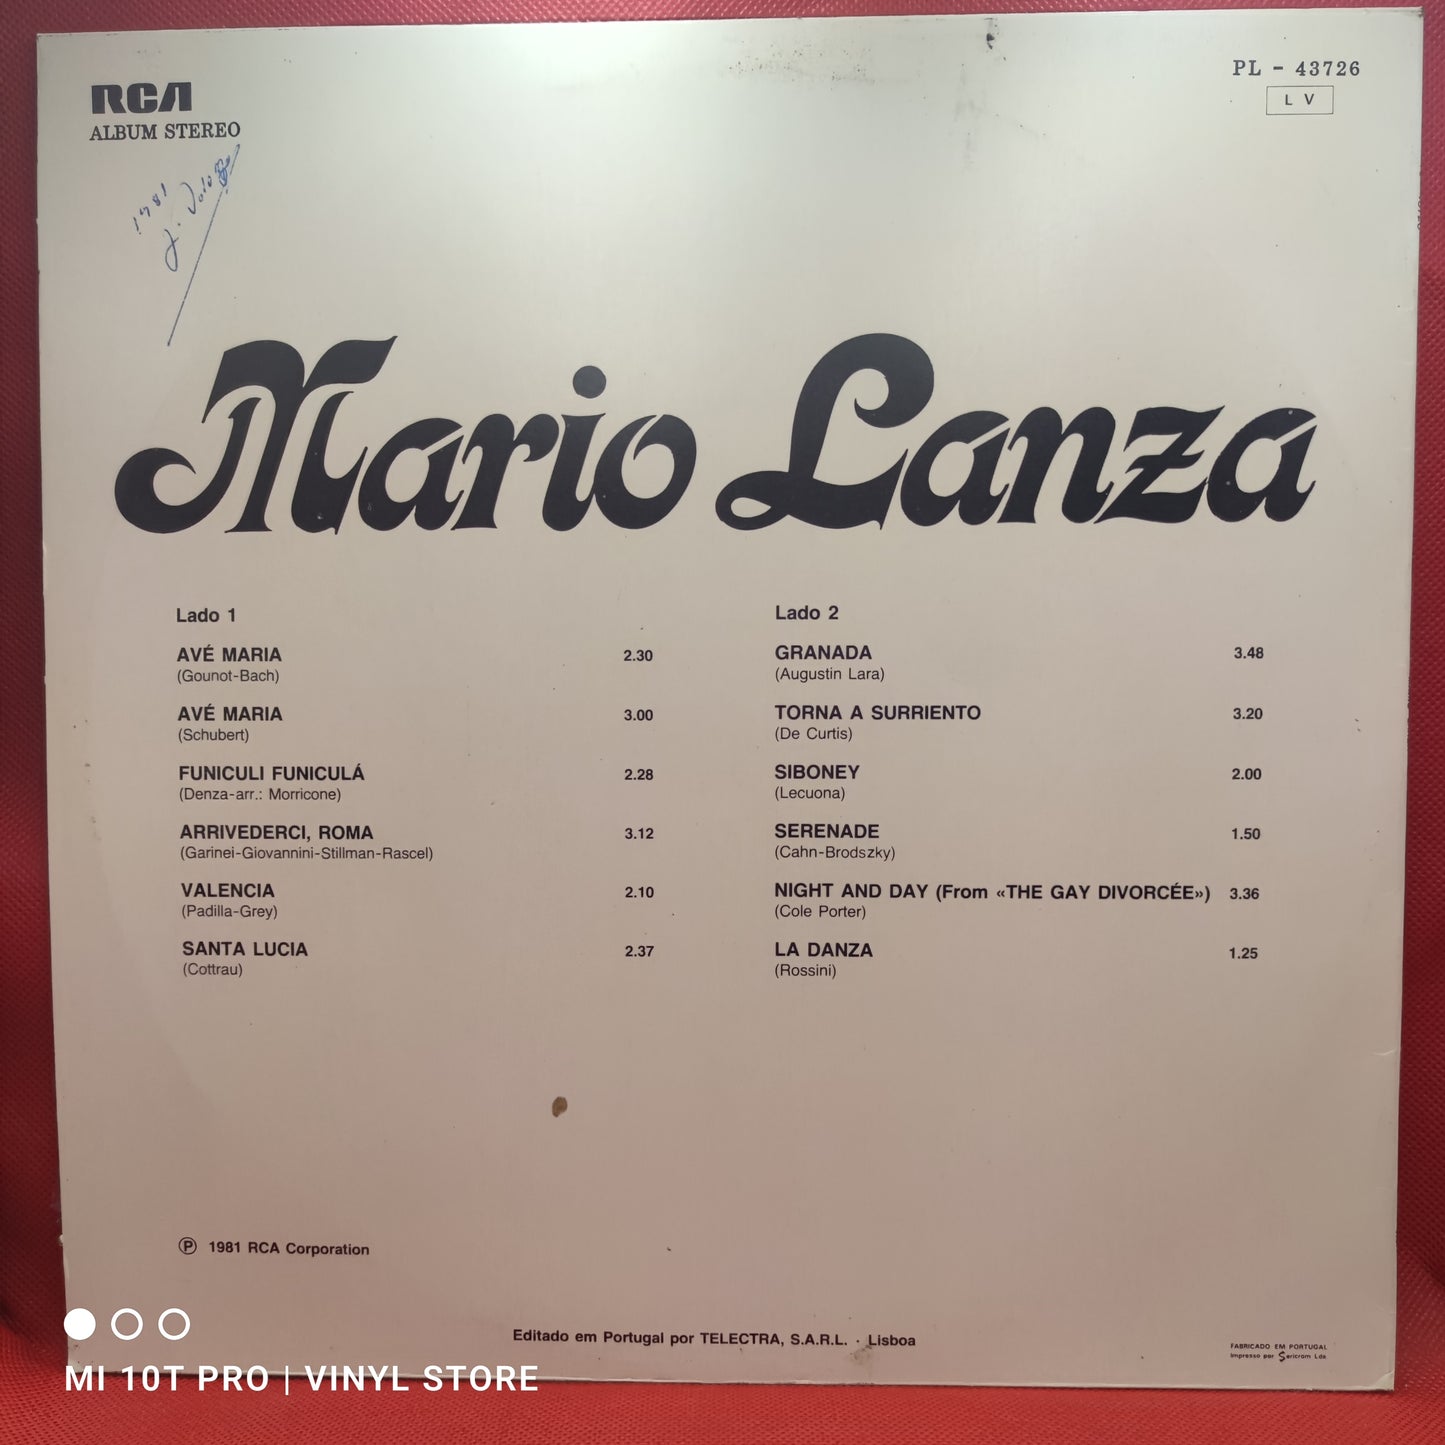 RCA
ALBUM STEREO
PL - 43726
L V
1981
Mario Lanza
Lado 1
AVÉ MARIA 2.30
(Gounot-Bach)
AVÉ MARIA 3.00
(Schubert)
FUNICULI FUNICULÁ 2.28
(Denza-arr.: Morricone)
ARRIVEDERCI, ROMA 3.12
(Garinei-Giovannini-Stillman-Rascel)
VALENCIA 2.10
(Padilla-Grey)
SANTA LUCIA 2.37
(Cottrau)
Lado 2
GRANADA 3.48
(Augustin Lara)
TORNA A SURRIENTO 3.20
(De Curtis)
SIBONEY 2.00
(Lecuona)
SERENADE 1.50
(Cahn-Brodszky)
NIGHT AND DAY (From «THE GAY DIVORCÉE») 3.36
(Cole Porter)
LA DANZA 1.25
(Rossini)
Ⓟ 1981 RCA Corporation
Editado em Portugal por TELECTRA, S.A.R.L. · Lisboa
FABRICADO EM PORTUGAL
Impresso por Sericrom Lda
MI 10T PRO | VINYL STORE